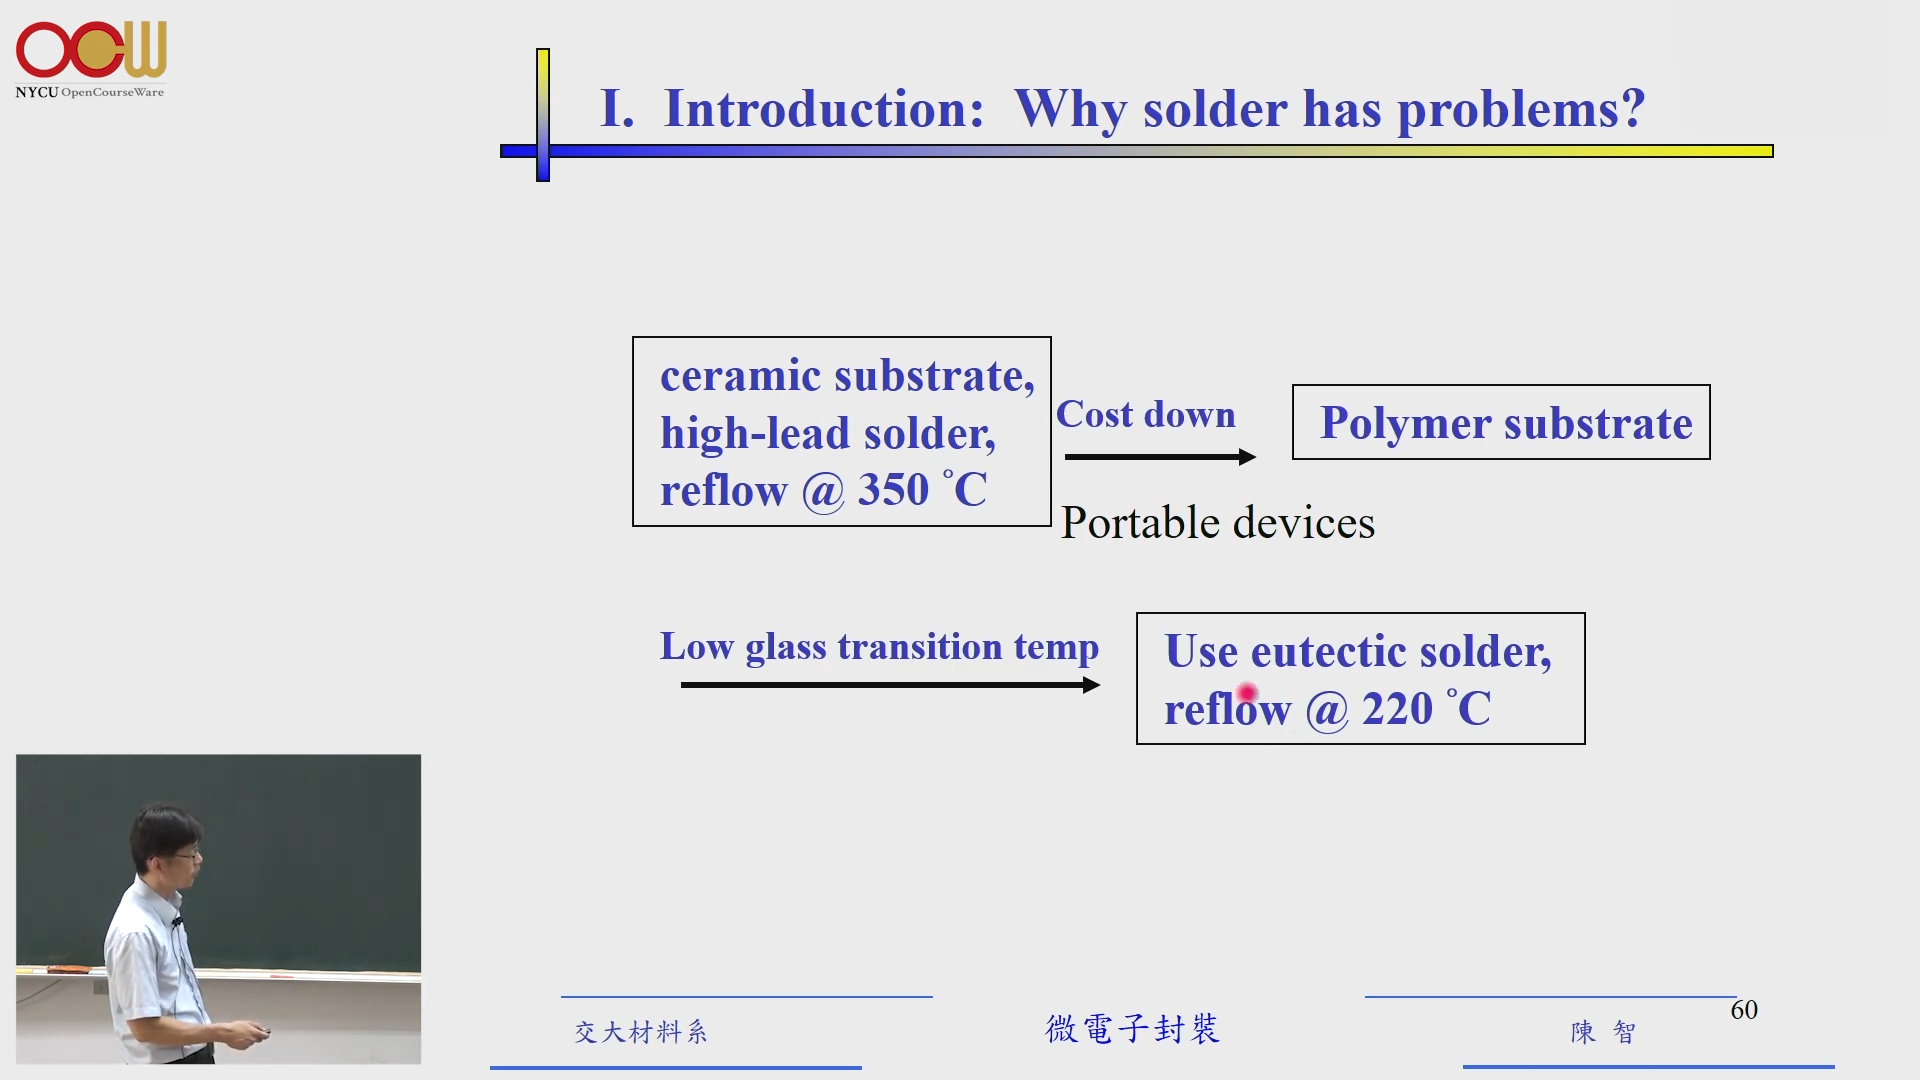 OCW
NYCU OpenCourseWare
I. Introduction: Why solder has problems?
ceramic substrate,
high-lead solder,
reflow @ 350 °C
Cost down
Polymer substrate
Portable devices
Low glass transition temp
Use eutectic solder,
reflow @ 220 °C
交大材料系
微電子封裝
陳 智
60